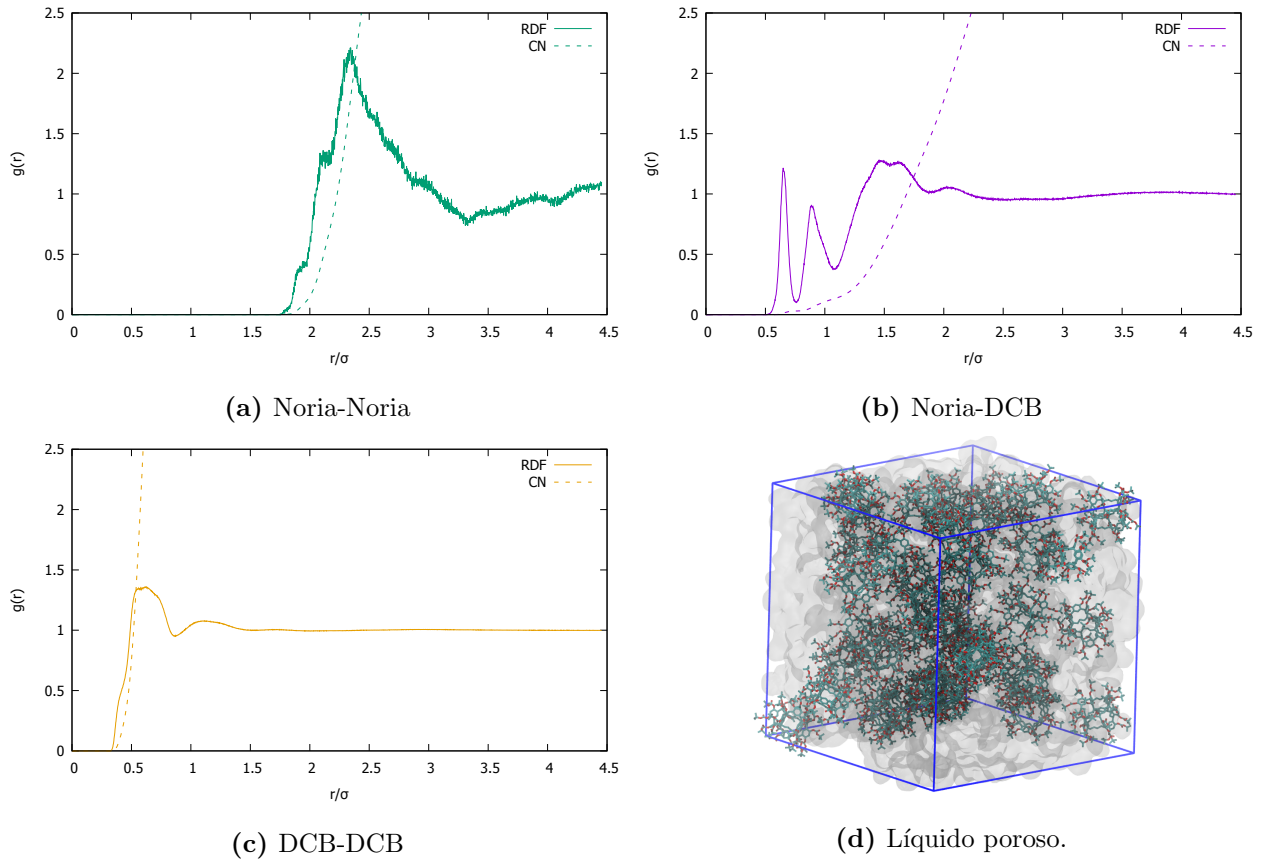 2.5
2
1.5
1
0.5
0
g(r)
RDF
CN
0 0.5 1 1.5 2 2.5 3 3.5 4 4.5
r/σ
(a) Noria-Noria
2.5
2
1.5
1
0.5
0
g(r)
RDF
CN
0 0.5 1 1.5 2 2.5 3 3.5 4 4.5
r/σ
(b) Noria-DCB
2.5
2
1.5
1
0.5
0
g(r)
RDF
CN
0 0.5 1 1.5 2 2.5 3 3.5 4 4.5
r/σ
(c) DCB-DCB
(d) Líquido poroso.